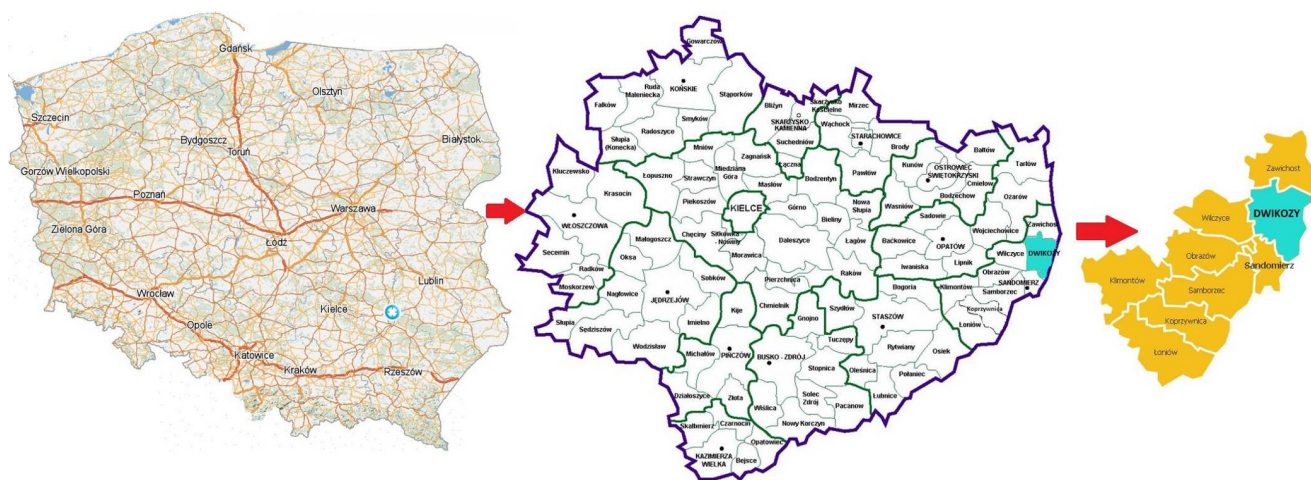 Gdańsk
Olsztyn
Szczecin
Białystok
Bydgoszcz
Toruń
Gorzów Wielkopolski
Poznań
Warszawa
Zielona Góra
Łódź
Lublin
Wrocław
Kielce
Opole
Katowice
Kraków
Rzeszów
Gowarczów
Ruda
Maleniecka
KOŃSKIE
Fałków
Stąporków
Smyków
Radoszyce
Słupia
(Konecka)
Bliżyn
Skarżysko
Kościelne
Mirzec
SKARŻYSKO
KAMIENNA
Wąchock
Suchedniów
STARACHOWICE
Brody
Mniów
Zagnańsk
Łączna
Bałtów
Kunów
OSTROWIEC
ŚWIĘTOKRZYSKI
Tarłów
Kluczewsko
Łopuszno
Strawczyn
Miedziana
Góra
Masłów
Bodzentyn
Pawłów
Ćmielów
Bodzechow
Ożarów
Krasocin
Piekoszów
KIELCE
Górno
Bieliny
Nowa
Słupia
Waśniów
Sadowie
Wojciechowice
Zawichost
WŁOSZCZOWA
Małogoszcz
Chęciny
Sitkówka
Nowiny
Daleszyce
Łagów
Baćkowice
OPATÓW
DWIKOZY
Secemin
Oksa
Morawica
Iwaniska
Lipnik
Wilczyce
Radków
Moskorzew
Sobków
Pierzchnica
Raków
Obrazów
SANDOMIERZ
Nagłowice
JĘDRZEJÓW
Bogoria
Klimontów
Samborzec
Koprzywnica
Słupia
Sędziszów
Imielno
Kije
Chmielnik
Gnojno
Szydłów
STASZÓW
Łoniów
Wodzisław
Michałów
PIŃCZÓW
BUSKO - ZDRÓJ
Tuczępy
Rytwiany
Osiek
Stopnica
Oleśnica
Połaniec
Działoszyce
Złota
Wiślica
Solec
Zdrój
Pacanow
Łubnice
Skalbmierz
Czarnocin
Nowy Korczyn
Opatowiec
KAZIMIERZA
WIELKA
Bejsce
Zawichost
DWIKOZY
Wilczyce
Obrazów
Sandomierz
Klimontów
Samborzec
Koprzywnica
Łoniów